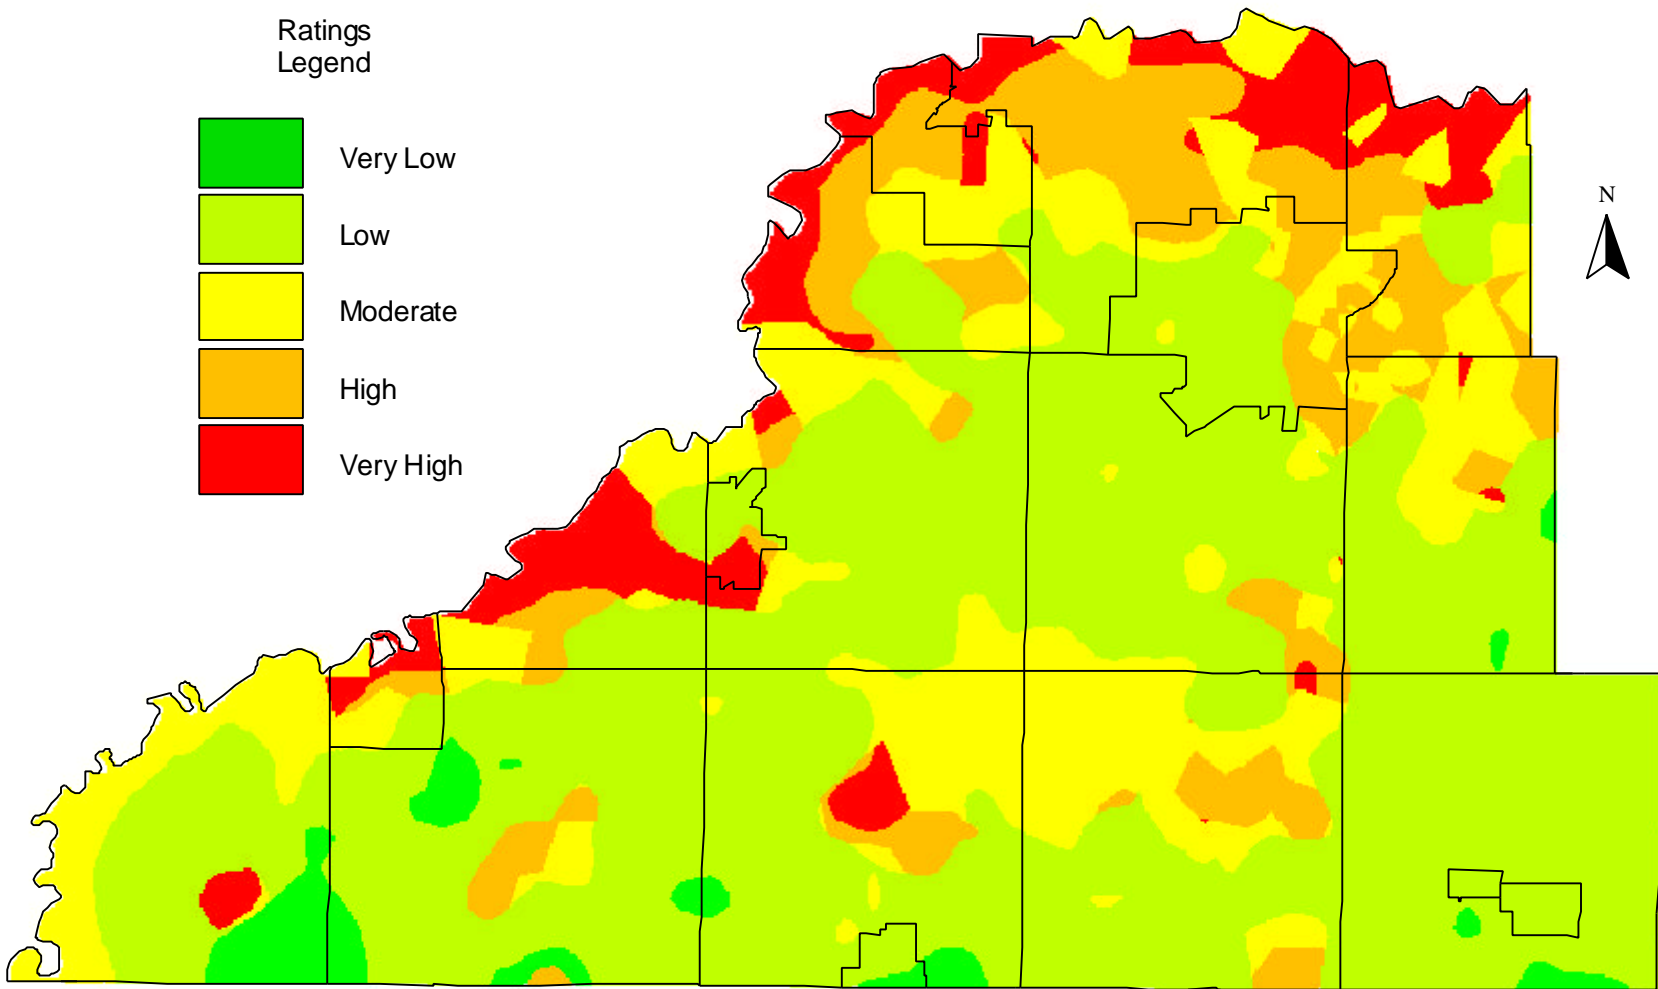 Ratings
Legend
Very Low
Low
Moderate
High
Very High
N